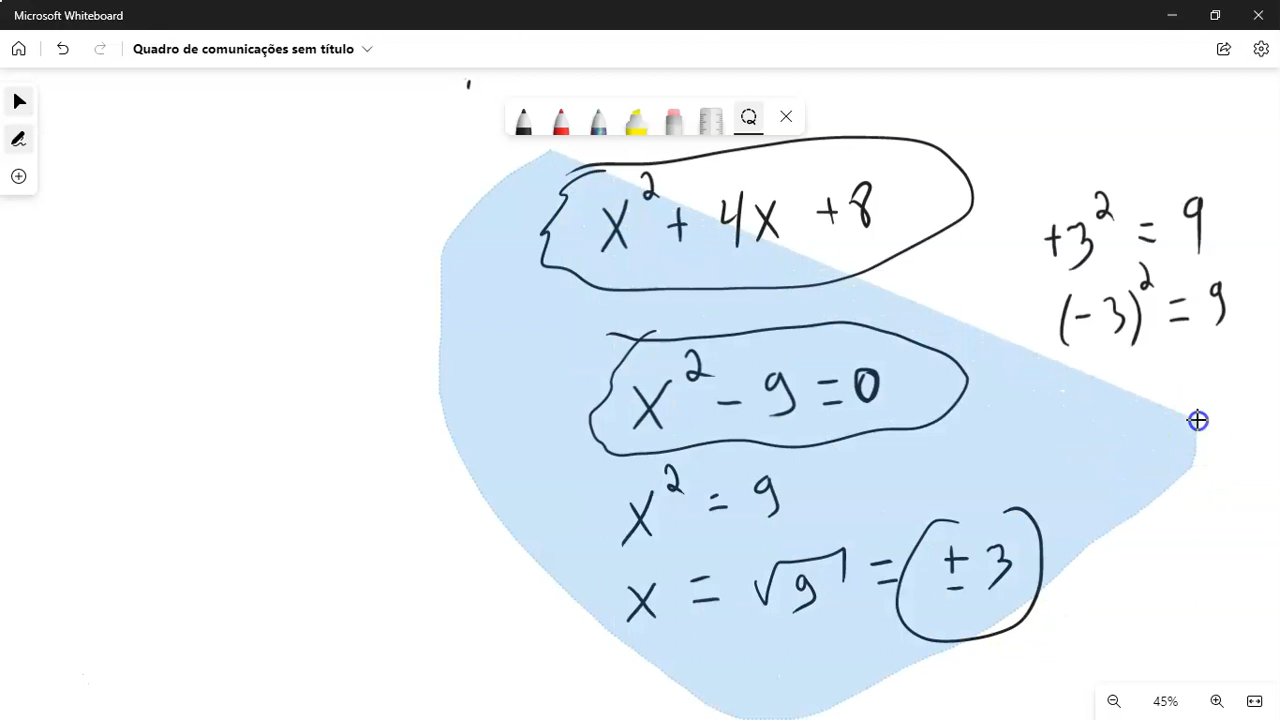 Microsoft Whiteboard
Quadro de comunicações sem título
x² + 4x + 8
+3² = 9
(-3)² = 9
x² - 9 = 0
x² = 9
x = √9 = ± 3
45%